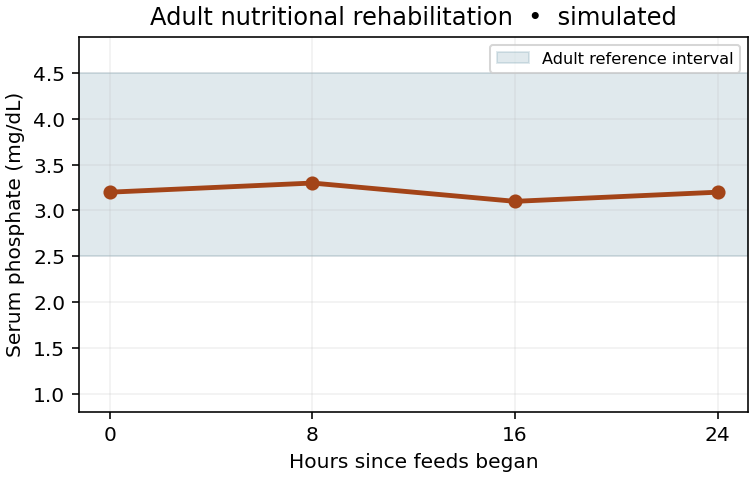 Adult nutritional rehabilitation • simulated
Adult reference interval
Serum phosphate (mg/dL)
4.5
4.0
3.5
3.0
2.5
2.0
1.5
1.0
0 8 16 24
Hours since feeds began